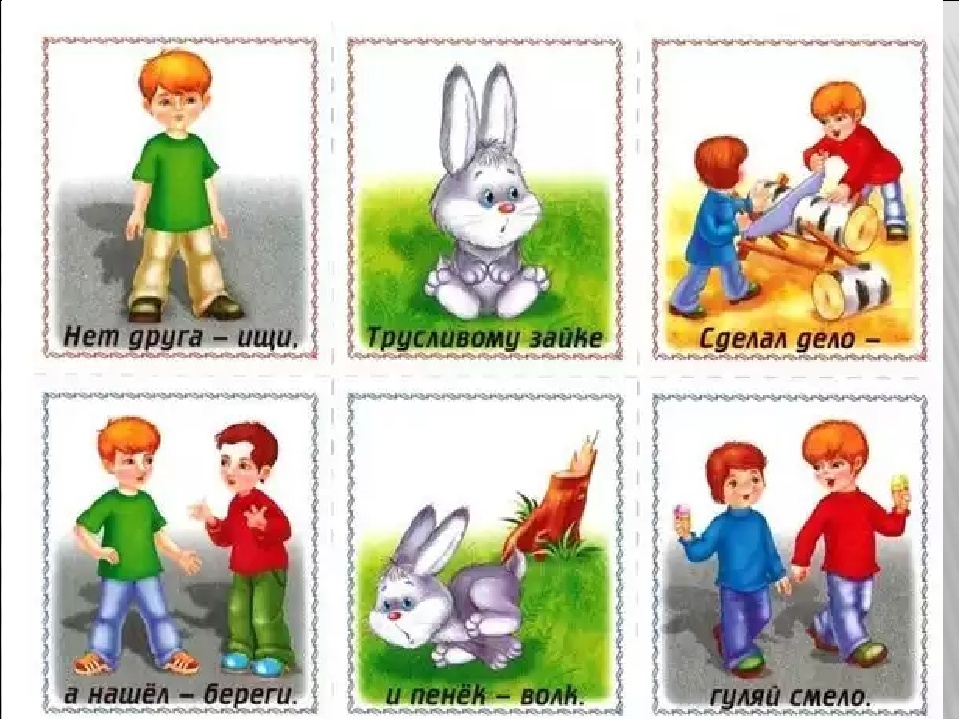 Нет друга – ищи,
Трусливому зайке
Сделал дело –
а нашёл – береги.
и пенёк – волк.
гуляй смело.